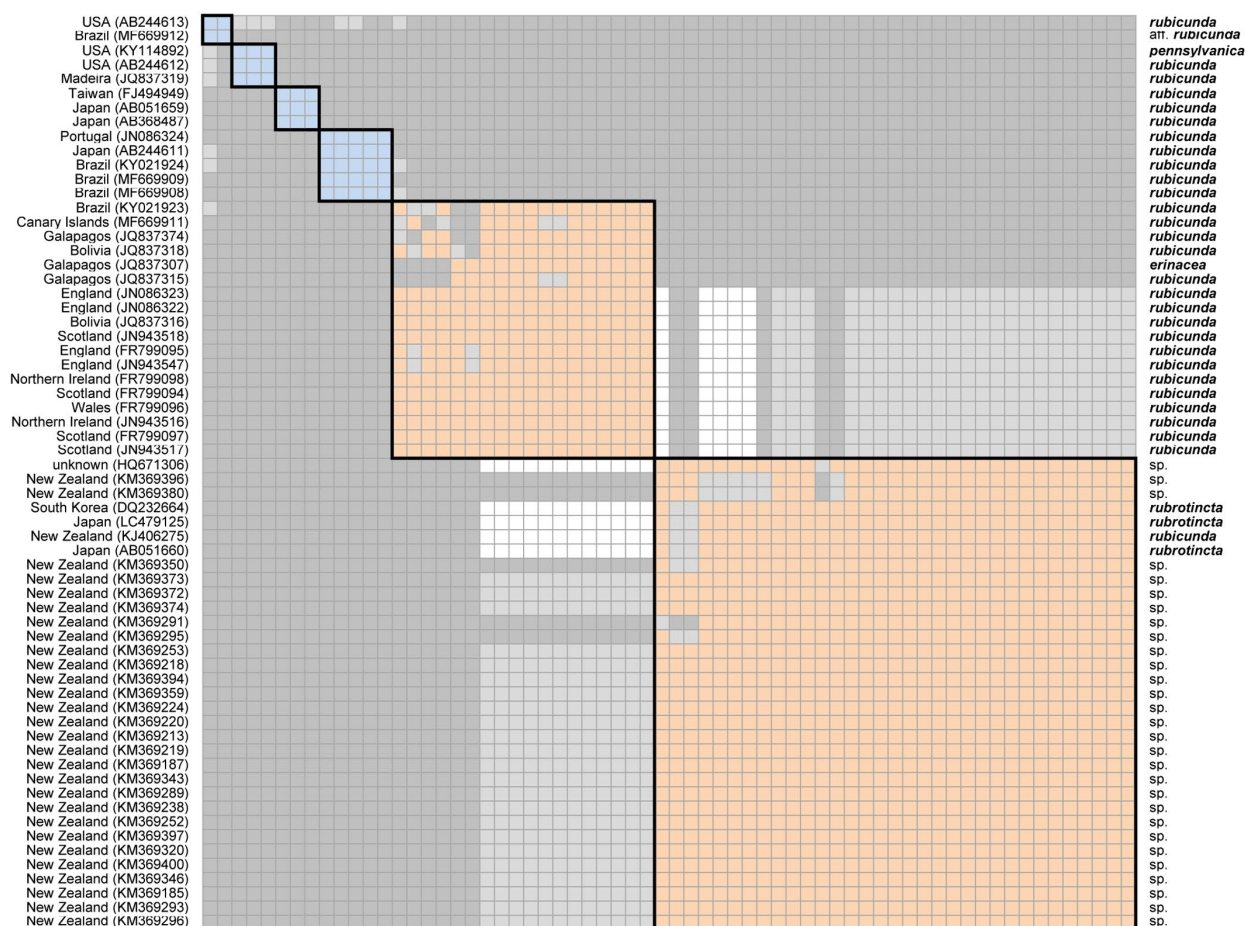 USA (AB244613) rubicunda
Brazil (MF669912) aff. rubicunda
USA (KY114892) pennsylvanica
USA (AB244612) rubicunda
Madeira (JQ837319) rubicunda
Taiwan (FJ494949) rubicunda
Japan (AB051659) rubicunda
Japan (AB368487) rubicunda
Portugal (JN086324) rubicunda
Japan (AB244611) rubicunda
Brazil (KY021924) rubicunda
Brazil (MF669909) rubicunda
Brazil (MF669908) rubicunda
Brazil (KY021923) rubicunda
Canary Islands (MF669911) rubicunda
Galapagos (JQ837374) rubicunda
Bolivia (JQ837318) rubicunda
Galapagos (JQ837307) erinacea
Galapagos (JQ837315) rubicunda
England (JN086323) rubicunda
England (JN086322) rubicunda
Bolivia (JQ837316) rubicunda
Scotland (JN943518) rubicunda
England (FR799095) rubicunda
England (JN943547) rubicunda
Northern Ireland (FR799098) rubicunda
Scotland (FR799094) rubicunda
Wales (FR799096) rubicunda
Northern Ireland (JN943516) rubicunda
Scotland (FR799097) rubicunda
Scotland (JN943517) rubicunda
unknown (HQ671306) sp.
New Zealand (KM369396) sp.
New Zealand (KM369380) sp.
South Korea (DQ232664) rubrotincta
Japan (LC479125) rubrotincta
New Zealand (KJ406275) rubicunda
Japan (AB051660) rubrotincta
New Zealand (KM369350) sp.
New Zealand (KM369373) sp.
New Zealand (KM369372) sp.
New Zealand (KM369374) sp.
New Zealand (KM369291) sp.
New Zealand (KM369295) sp.
New Zealand (KM369253) sp.
New Zealand (KM369218) sp.
New Zealand (KM369394) sp.
New Zealand (KM369359) sp.
New Zealand (KM369224) sp.
New Zealand (KM369220) sp.
New Zealand (KM369213) sp.
New Zealand (KM369219) sp.
New Zealand (KM369187) sp.
New Zealand (KM369343) sp.
New Zealand (KM369289) sp.
New Zealand (KM369238) sp.
New Zealand (KM369252) sp.
New Zealand (KM369397) sp.
New Zealand (KM369320) sp.
New Zealand (KM369400) sp.
New Zealand (KM369346) sp.
New Zealand (KM369185) sp.
New Zealand (KM369293) sp.
New Zealand (KM369296) sp.